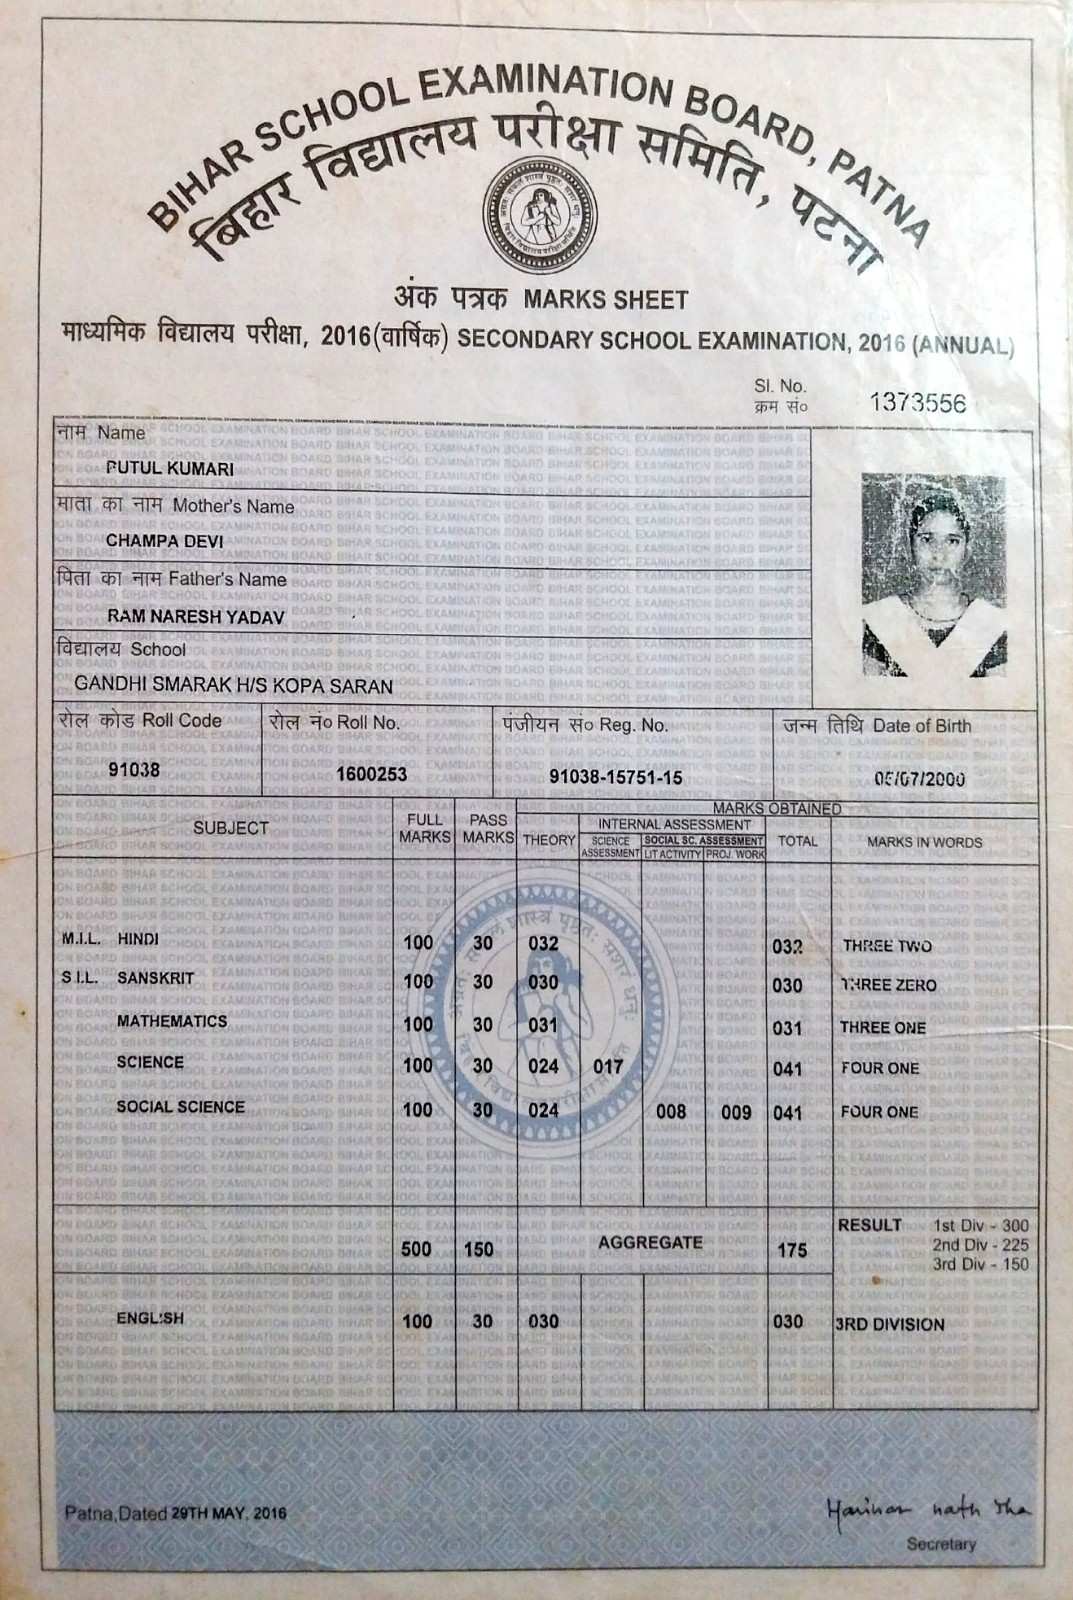 BIHAR SCHOOL EXAMINATION BOARD, PATNA
बिहार विद्यालय परीक्षा समिति, पटना
अंक पत्रक MARKS SHEET
माध्यमिक विद्यालय परीक्षा, 2016(वार्षिक) SECONDARY SCHOOL EXAMINATION, 2016 (ANNUAL)
Sl. No.
क्रम सं० 1373556
नाम Name
PUTUL KUMARI
माता का नाम Mother's Name
CHAMPA DEVI
पिता का नाम Father's Name
RAM NARESH YADAV
विद्यालय School
GANDHI SMARAK H/S KOPA SARAN
रोल कोड Roll Code रोल नं० Roll No. पंजीयन सं० Reg. No. जन्म तिथि Date of Birth
91038 1600253 91038-15751-15
SUBJECT FULL MARKS PASS MARKS MARKS OBTAINED
THEORY INTERNAL ASSESSMENT TOTAL MARKS IN WORDS
SCIENCE ASSESSMENT SOCIAL SC. ASSESSMENT
LIT ACTIVITY PROJ. WORK
M.I.L. HINDI 100 30 032 032 THREE TWO
S I.L. SANSKRIT 100 30 030 030 THREE ZERO
MATHEMATICS 100 30 031 031 THREE ONE
SCIENCE 100 30 024 017 041 FOUR ONE
SOCIAL SCIENCE 100 30 024 008 009 041 FOUR ONE
500 150 AGGREGATE 175 RESULT 1st Div - 300
2nd Div - 225
3rd Div - 150
ENGLISH 100 30 030 030 3RD DIVISION
Patna,Dated 29TH MAY, 2016
Secretary